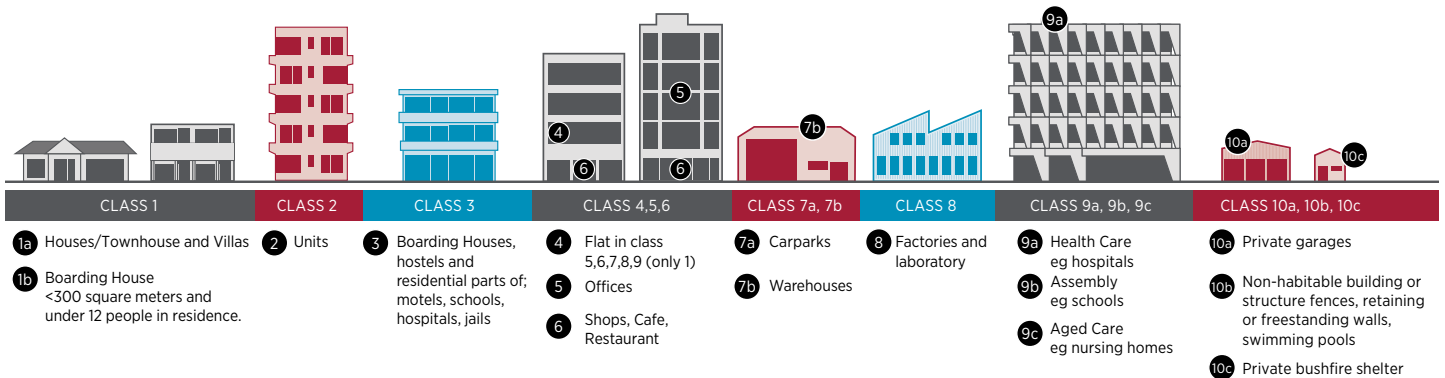 9a
5
4
7b
6
6
10a
10c
CLASS 1
CLASS 2
CLASS 3
CLASS 4,5,6
CLASS 7a, 7b
CLASS 8
CLASS 9a, 9b, 9c
CLASS 10a, 10b, 10c
1a Houses/Townhouse and Villas
1b Boarding House
<300 square meters and
under 12 people in residence.
2 Units
3 Boarding Houses,
hostels and
residential parts of;
motels, schools,
hospitals, jails
4 Flat in class
5,6,7,8,9 (only 1)
5 Offices
6 Shops, Cafe,
Restaurant
7a Carparks
7b Warehouses
8 Factories and
laboratory
9a Health Care
eg hospitals
9b Assembly
eg schools
9c Aged Care
eg nursing homes
10a Private garages
10b Non-habitable building or
structure fences, retaining
or freestanding walls,
swimming pools
10c Private bushfire shelter